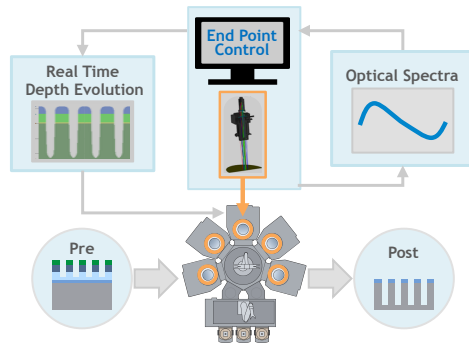 End Point
Control
Real Time
Depth Evolution
Optical Spectra
Pre
Post